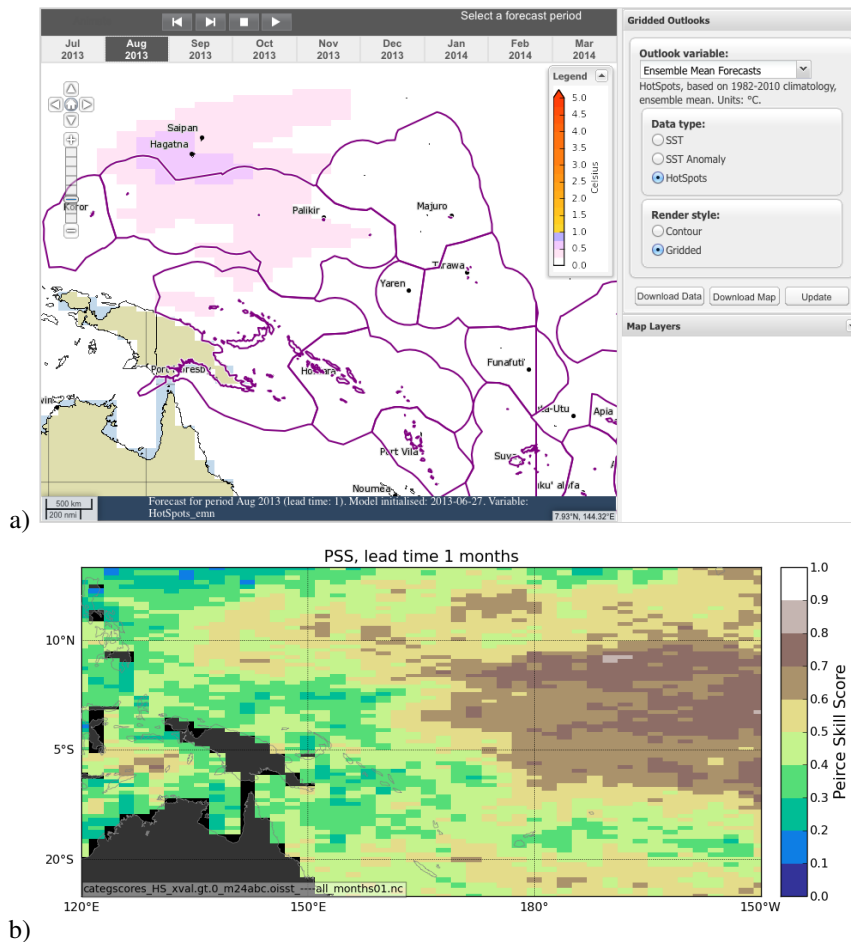 a)
Select a forecast period
Jul 2013
Aug 2013
Sep 2013
Oct 2013
Nov 2013
Dec 2013
Jan 2014
Feb 2014
Mar 2014
Legend
5.0
4.5
4.0
3.5
3.0
2.5
2.0
1.5
1.0
0.5
0.0
Celsius
Saipan
Hagatna
Koror
Palikir
Majuro
Tarawa
Yaren
Funafuti
Honiara
Apia
Port Vila
Suva
Noumea
500 km
200 nmi
Forecast for period Aug 2013 (lead time: 1). Model initialised: 2013-06-27. Variable:
HotSpots_emn
7.93°N, 144.32°E
Gridded Outlooks
Outlook variable:
Ensemble Mean Forecasts
HotSpots, based on 1982-2010 climatology,
ensemble mean. Units: °C.
Data type:
SST
SST Anomaly
HotSpots
Render style:
Contour
Gridded
Download Data
Download Map
Update
Map Layers
b)
PSS, lead time 1 months
10°N
5°S
20°S
120°E
150°E
180°
150°W
categscores_HS_xval.gt.0_m24abc.oisst_----all_months01.nc
1.0
0.9
0.8
0.7
0.6
0.5
0.4
0.3
0.2
0.1
0.0
Peirce Skill Score